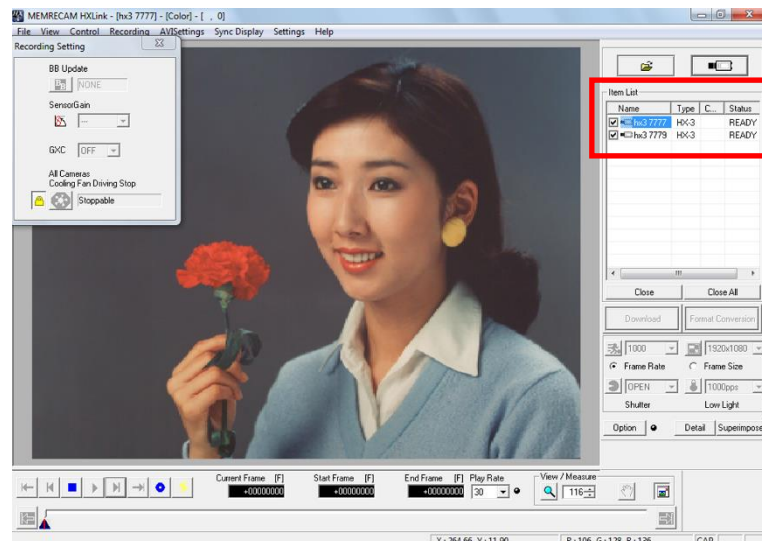 MEMRECAM HXLink - [hx3 7777] - [Color] - [ , 0]
File View Control Recording AVISettings Sync Display Settings Help
Recording Setting
BB Update
NONE
SensorGain
---
GXC OFF
All Cameras
Cooling Fan Driving Stop
Stoppable
Item List
Name Type C... Status
hx3 7777 HX-3 READY
hx3 7779 HX-3 READY
Close Close All
Download Format Conversion
1000 1920x1080
Frame Rate Frame Size
OPEN 1000pps
Shutter Low Light
Option Detail Superimpose
Current Frame [F] Start Frame [F] End Frame [F] Play Rate View / Measure
+00000000 +00000000 +00000000 30 116
CAP